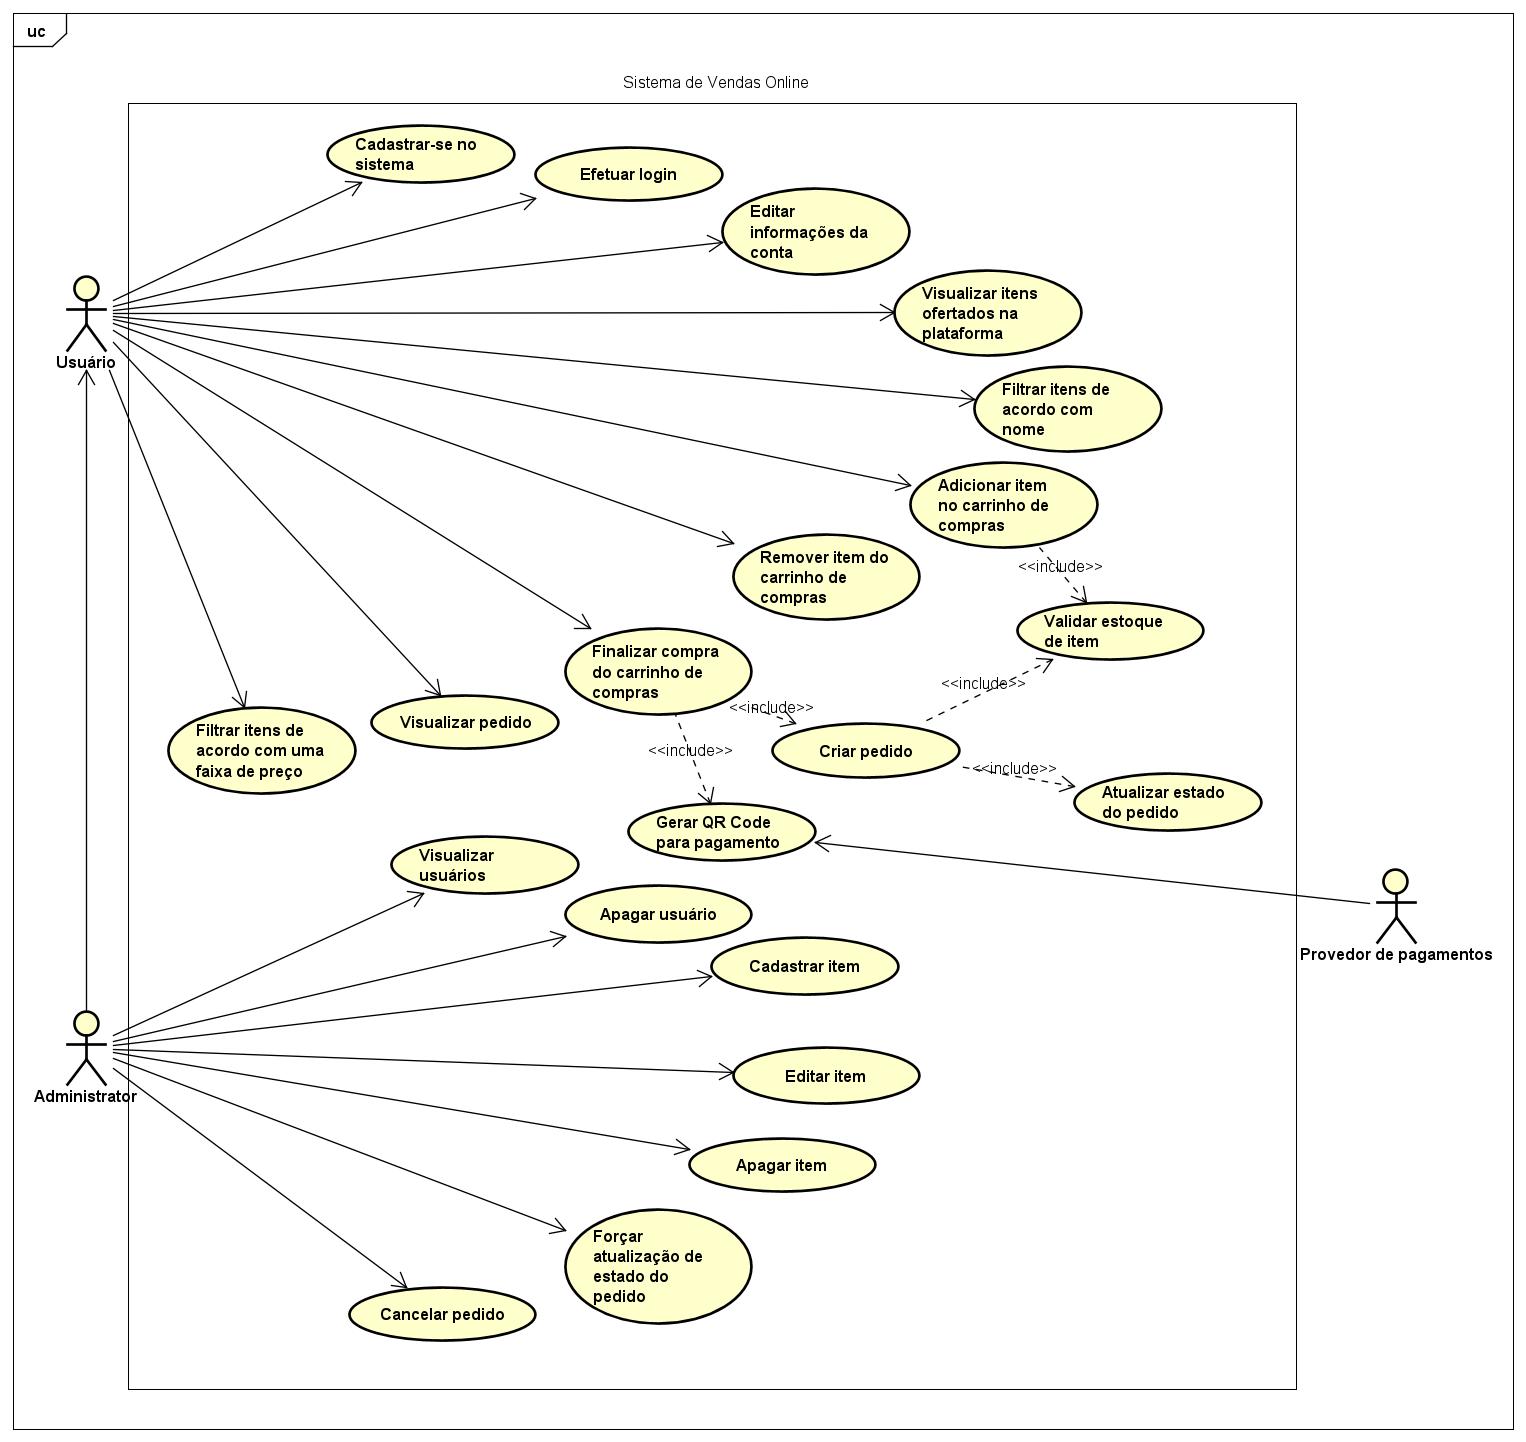 uc
Sistema de Vendas Online
Cadastrar-se no
sistema
Efetuar login
Editar
informações da
conta
Visualizar itens
ofertados na
plataforma
Usuário
Filtrar itens de
acordo com
nome
Adicionar item
no carrinho de
compras
Remover item do
carrinho de
compras
<<include>>
Validar estoque
de item
Finalizar compra
do carrinho de
compras
<<include>>
<<include>>
Visualizar pedido
Filtrar itens de
acordo com uma
faixa de preço
<<include>>
Criar pedido
<<include>>
Atualizar estado
do pedido
Gerar QR Code
para pagamento
Visualizar
usuários
Apagar usuário
Provedor de pagamentos
Cadastrar item
Administrator
Editar item
Apagar item
Forçar
atualização de
estado do
pedido
Cancelar pedido